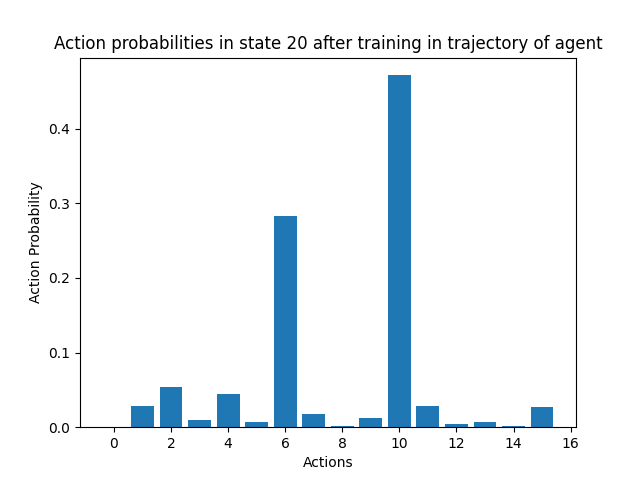 Action probabilities in state 20 after training in trajectory of agent
0.4
0.3
0.2
0.1
0.0
Action Probability
0 2 4 6 8 10 12 14 16
Actions